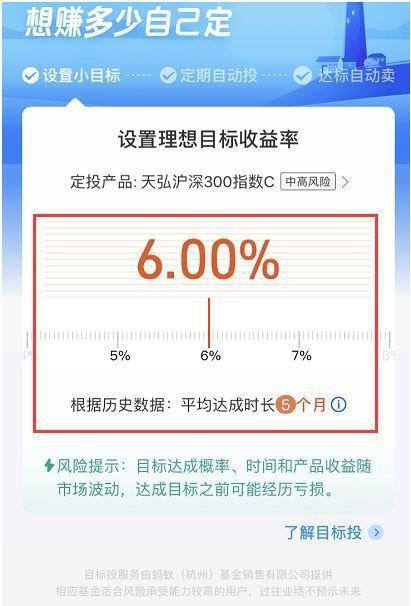 想赚多少自己定
设置小目标 定期自动投 达标自动卖
设置理想目标收益率
定投产品: 天弘沪深300指数C 中高风险
6.00%
4% 5% 6% 7% 8%
根据历史数据：平均达成时长5个月
风险提示：目标达成概率、时间和产品收益随
市场波动，达成目标之前可能经历亏损。
了解目标投
目标投服务由蚂蚁（杭州）基金销售有限公司提供
相应基金适合风险承受能力较高的用户，过往业绩不预示未来